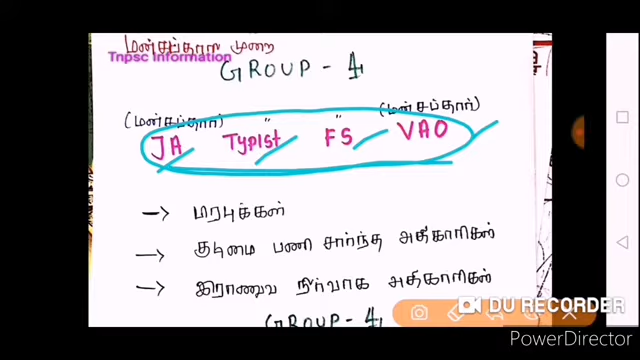 மன்சப்தாரி முறை
Tnpsc Information
GROUP - 4
(மன்சப்தார்) " " (மன்சப்தார்)
JA Typist FS VAO
→ மரபுக்கள்
→ குடிமை பணி சார்ந்த அதிகாரிகள்
→ இராணுவ நிர்வாக அதிகாரிகள்
GROUP - 4
DU RECORDER
PowerDirector